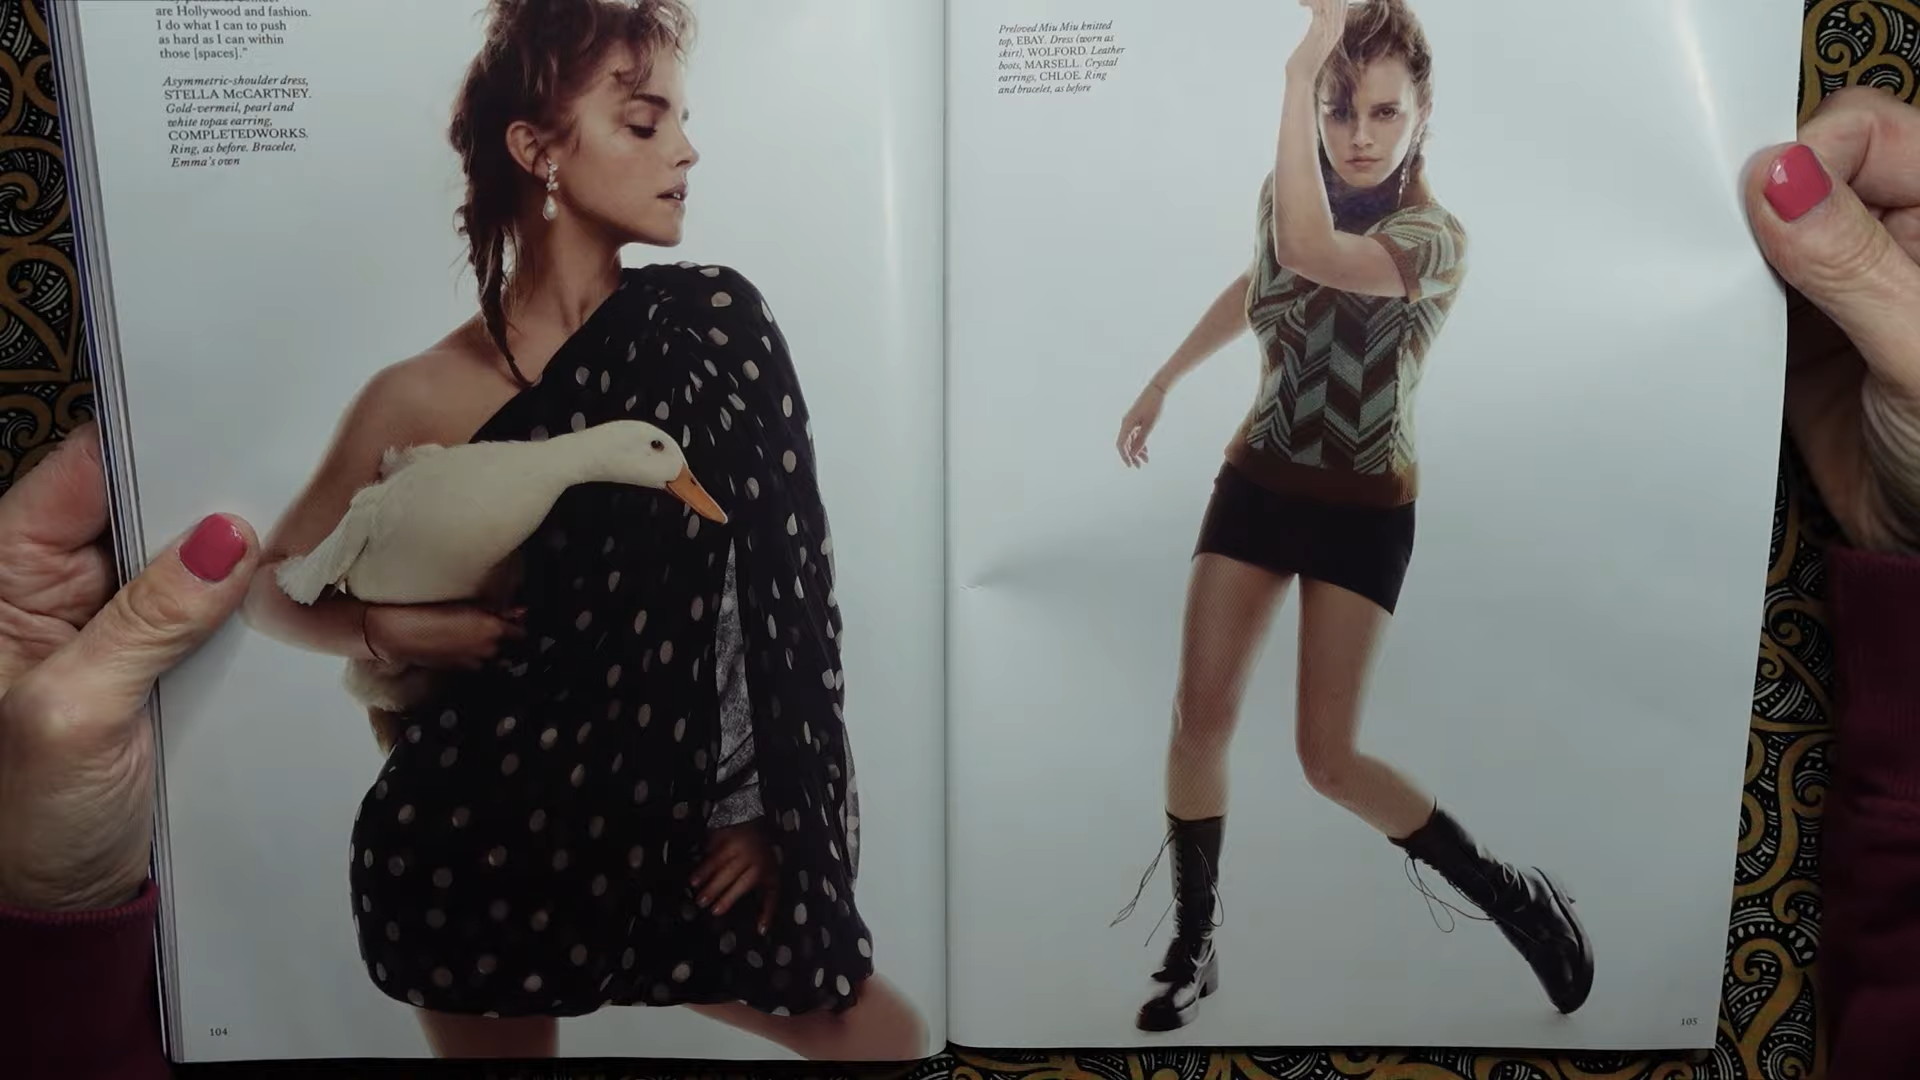 are Hollywood and fashion.
I do what I can to push
as hard as I can within
those [spaces]."
Asymmetric-shoulder dress,
STELLA McCARTNEY.
Gold-vermeil, pearl and
white topaz earring,
COMPLETEDWORKS.
Ring, as before. Bracelet,
Emma's own
104
Preloved Miu Miu knitted
top, EBAY. Dress (worn as
skirt), WOLFORD. Leather
boots, MARSELL. Crystal
earrings, CHLOE. Ring
and bracelet, as before
105